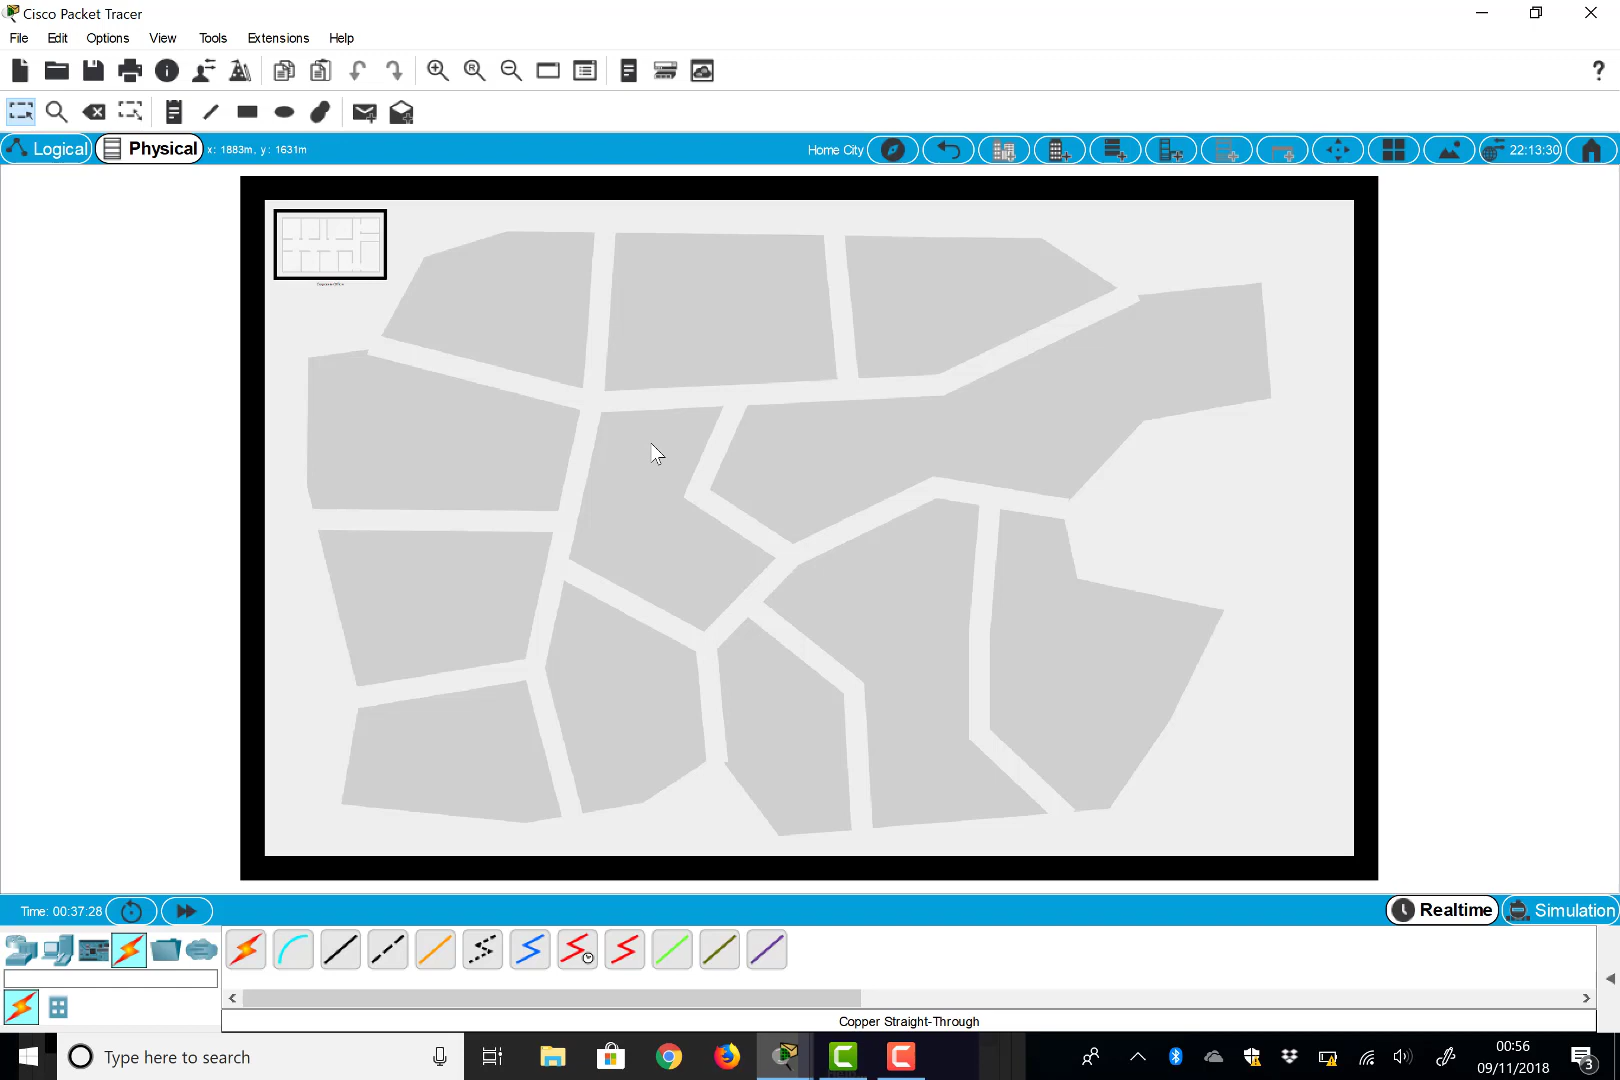 Cisco Packet Tracer
File Edit Options View Tools Extensions Help
?
Logical Physical x: 1883m, y: 1631m Home City 22:13:30
Time: 00:37:28 Realtime Simulation
Copper Straight-Through
Type here to search
00:56
09/11/2018
3